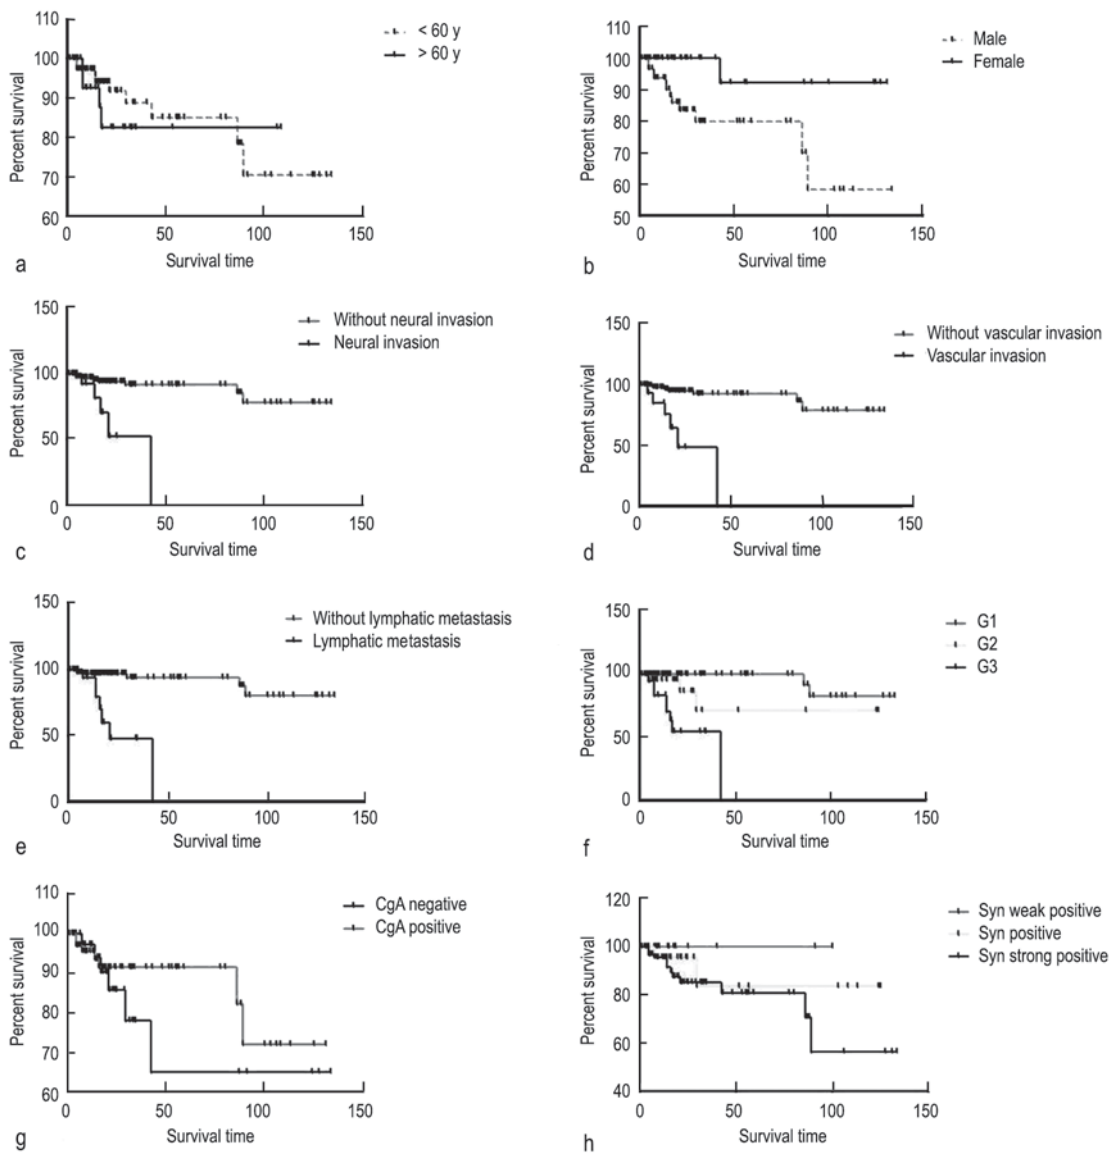 110
100
90
80
70
60
0
50
100
150
Percent survival
Survival time
< 60 y
> 60 y
a
110
100
90
80
70
60
50
0
50
100
150
Percent survival
Survival time
Male
Female
b
150
100
50
0
0
50
100
150
Percent survival
Survival time
Without neural invasion
Neural invasion
c
150
100
50
0
0
50
100
150
Percent survival
Survival time
Without vascular invasion
Vascular invasion
d
150
100
50
0
0
50
100
150
Percent survival
Survival time
Without lymphatic metastasis
Lymphatic metastasis
e
150
100
50
0
0
50
100
150
Percent survival
Survival time
G1
G2
G3
f
110
100
90
80
70
60
0
50
100
150
Percent survival
Survival time
CgA negative
CgA positive
g
120
100
80
60
40
0
50
100
150
Percent survival
Survival time
Syn weak positive
Syn positive
Syn strong positive
h